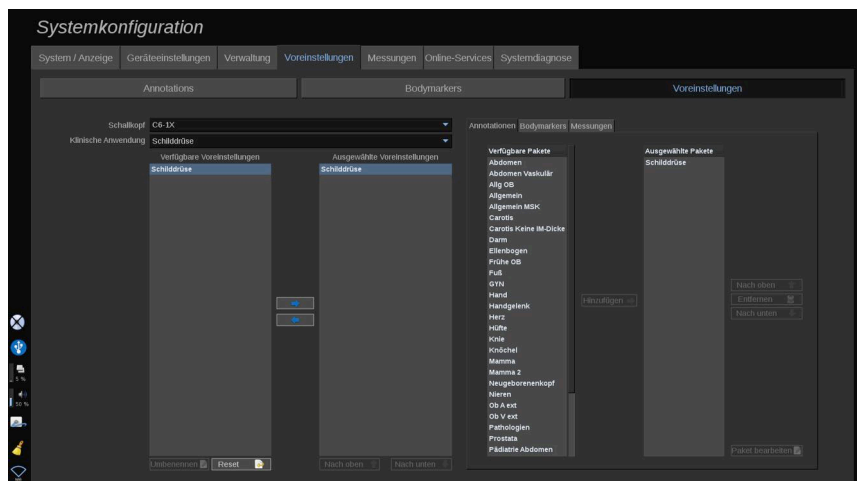 Systemkonfiguration
System / Anzeige Geräteeinstellungen Verwaltung Voreinstellungen Messungen Online-Services Systemdiagnose
Annotations Bodymarkers Voreinstellungen
Schallkopf C6-1X
Klinische Anwendung Schilddrüse
Verfügbare Voreinstellungen Ausgewählte Voreinstellungen
Schilddrüse Schilddrüse
Umbenennen Reset Nach oben Nach unten
Annotationen Bodymarkers Messungen
Verfügbare Pakete Ausgewählte Pakete
Abdomen Schilddrüse
Abdomen Vaskulär
Allg OB
Allgemein
Allgemein MSK
Carotis
Carotis Keine IM-Dicke
Darm
Ellenbogen
Frühe OB
Fuß
GYN
Hand
Handgelenk
Herz
Hüfte
Knie
Knöchel
Mamma
Mamma 2
Neugeborenenkopf
Nieren
Ob A ext
Ob V ext
Pathologien
Prostata
Pädiatrie Abdomen
Hinzufügen
Nach oben
Entfernen
Nach unten
Paket bearbeiten
5 %
50 %